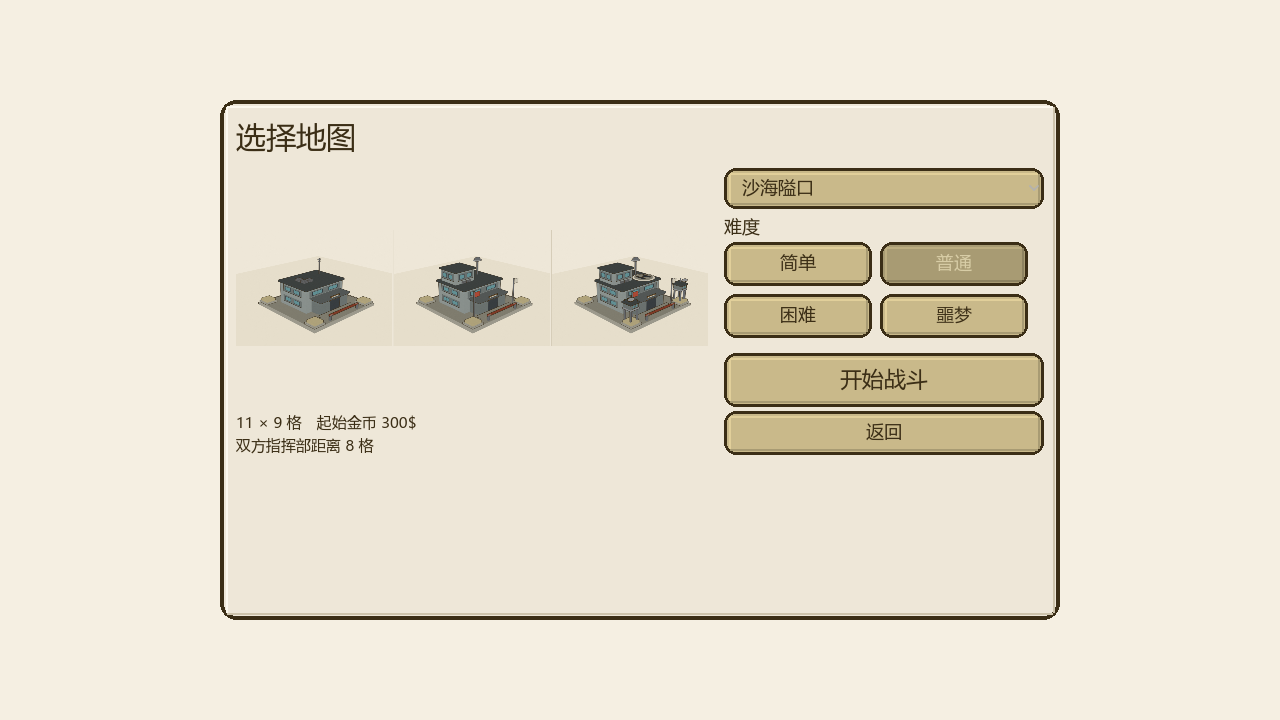 选择地图
沙海隘口
难度
简单
普通
困难
噩梦
开始战斗
返回
11 × 9 格 起始金币 300$
双方指挥部距离 8 格